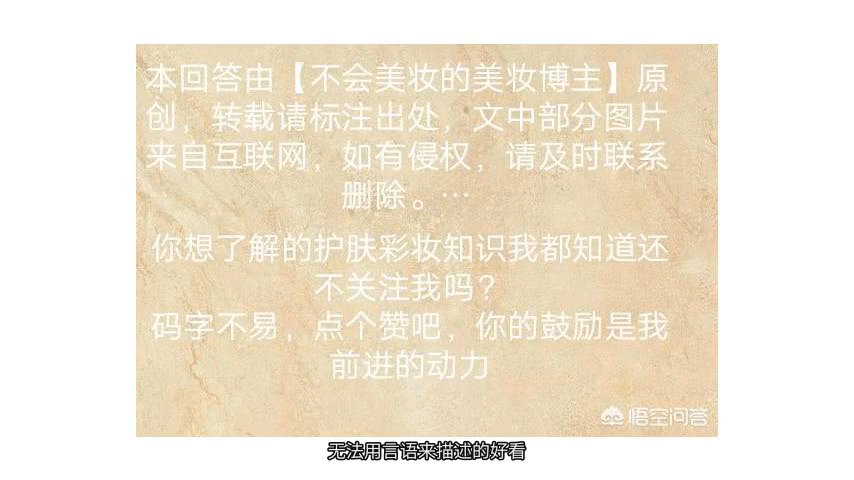 本回答由【不会美妆的美妆博主】原
创，转载请标注出处，文中部分图片
来自互联网，如有侵权，请及时联系
删除。…
你想了解的护肤彩妆知识我都知道还
不关注我吗？
码字不易，点个赞吧，你的鼓励是我
前进的动力
悟空问答
无法用言语来描述的好看